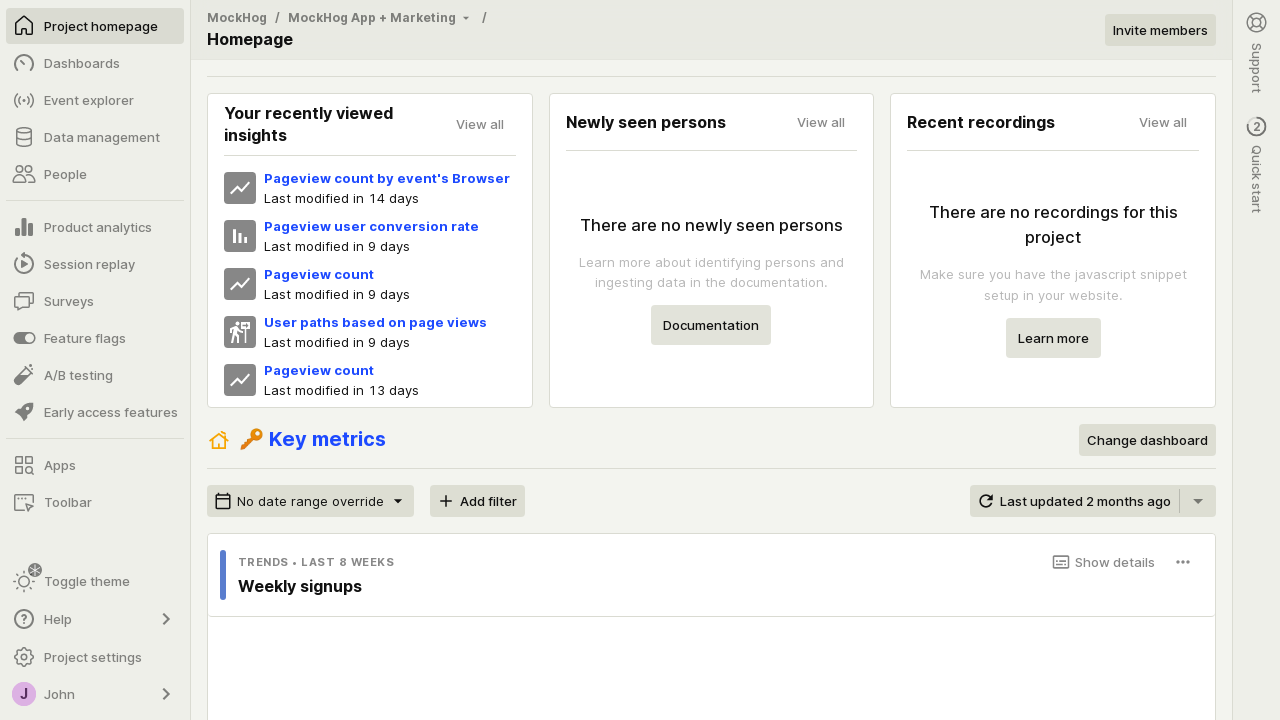 Project homepage
Dashboards
Event explorer
Data management
People
Product analytics
Session replay
Surveys
Feature flags
A/B testing
Early access features
Apps
Toolbar
Toggle theme
Help
Project settings
J John
MockHog / MockHog App + Marketing /
Homepage
Invite members
Your recently viewed
insights
View all
Pageview count by event's Browser
Last modified in 14 days
Pageview user conversion rate
Last modified in 9 days
Pageview count
Last modified in 9 days
User paths based on page views
Last modified in 9 days
Pageview count
Last modified in 13 days
Newly seen persons
View all
There are no newly seen persons
Learn more about identifying persons and
ingesting data in the documentation.
Documentation
Recent recordings
View all
There are no recordings for this
project
Make sure you have the javascript snippet
setup in your website.
Learn more
Key metrics
Change dashboard
No date range override
Add filter
Last updated 2 months ago
TRENDS • LAST 8 WEEKS
Show details
Weekly signups
Support
2
Quick start